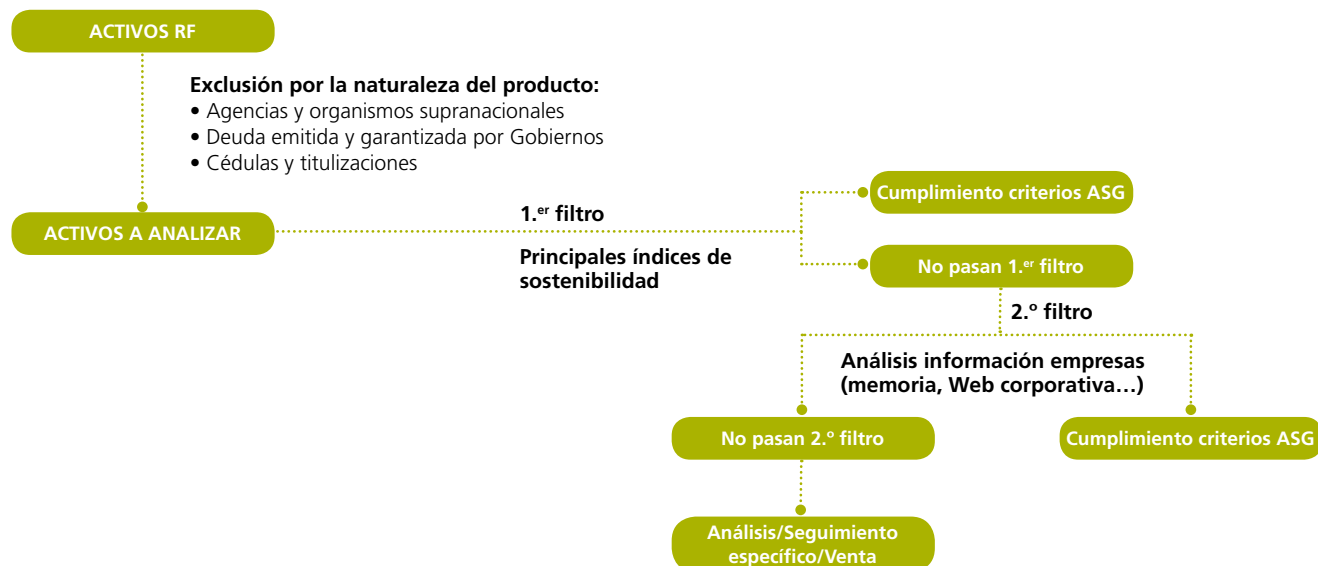 ACTIVOS RF
Exclusión por la naturaleza del producto:
• Agencias y organismos supranacionales
• Deuda emitida y garantizada por Gobiernos
• Cédulas y titulizaciones
ACTIVOS A ANALIZAR
1.er filtro
Principales índices de
sostenibilidad
Cumplimiento criterios ASG
No pasan 1.er filtro
2.º filtro
Análisis información empresas
(memoria, Web corporativa…)
No pasan 2.º filtro
Cumplimiento criterios ASG
Análisis/Seguimiento
específico/Venta